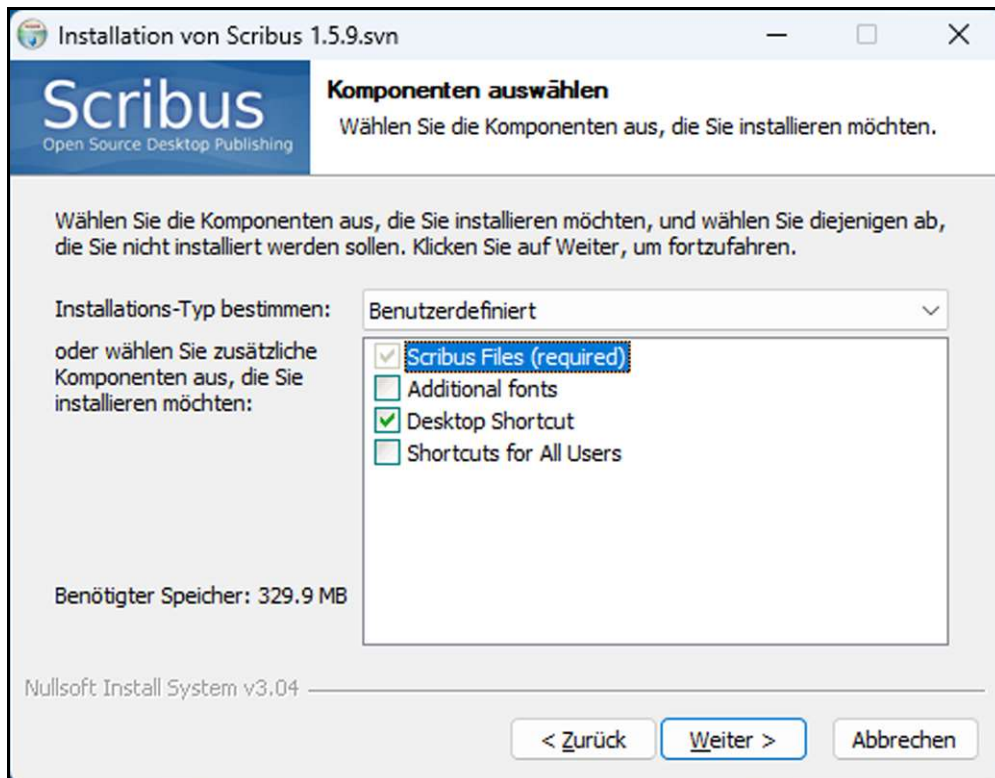 Installation von Scribus 1.5.9.svn
Scribus
Open Source Desktop Publishing
Komponenten auswählen
Wählen Sie die Komponenten aus, die Sie installieren möchten.
Wählen Sie die Komponenten aus, die Sie installieren möchten, und wählen Sie diejenigen ab,
die Sie nicht installiert werden sollen. Klicken Sie auf Weiter, um fortzufahren.
Installations-Typ bestimmen:
Benutzerdefiniert
oder wählen Sie zusätzliche
Komponenten aus, die Sie
installieren möchten:
Scribus Files (required)
Additional fonts
Desktop Shortcut
Shortcuts for All Users
Benötigter Speicher: 329.9 MB
Nullsoft Install System v3.04
< Zurück
Weiter >
Abbrechen